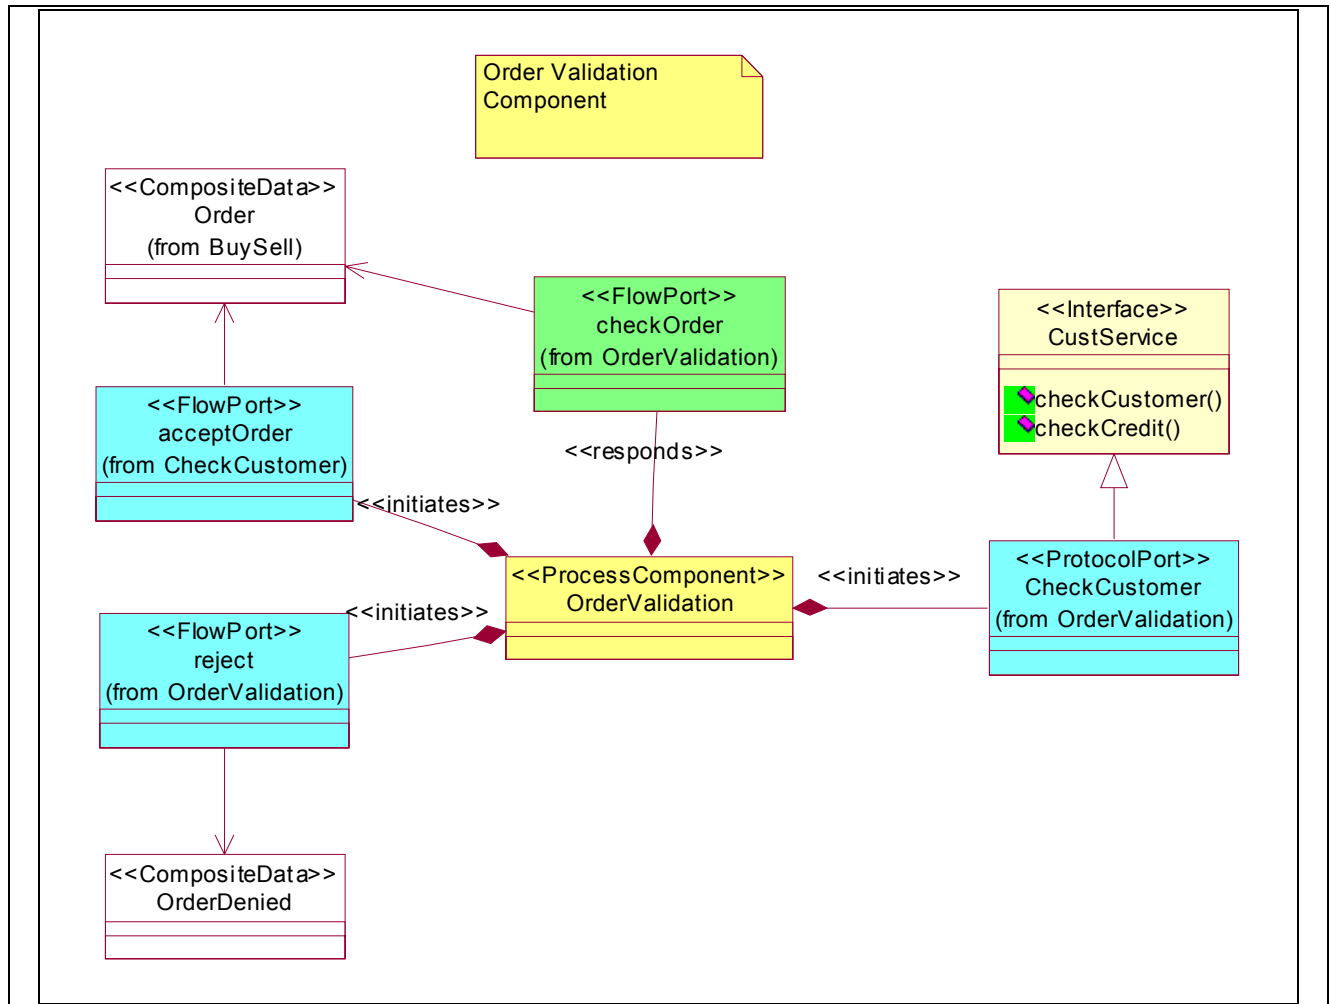 Order Validation
Component
<<CompositeData>>
Order
(from BuySell)
<<FlowPort>>
checkOrder
(from OrderValidation)
<<Interface>>
CustService
checkCustomer()
checkCredit()
<<FlowPort>>
acceptOrder
(from CheckCustomer)
<<responds>>
<<initiates>>
<<ProcessComponent>>
OrderValidation
<<initiates>>
<<ProtocolPort>>
CheckCustomer
(from OrderValidation)
<<initiates>>
<<FlowPort>>
reject
(from OrderValidation)
<<CompositeData>>
OrderDenied